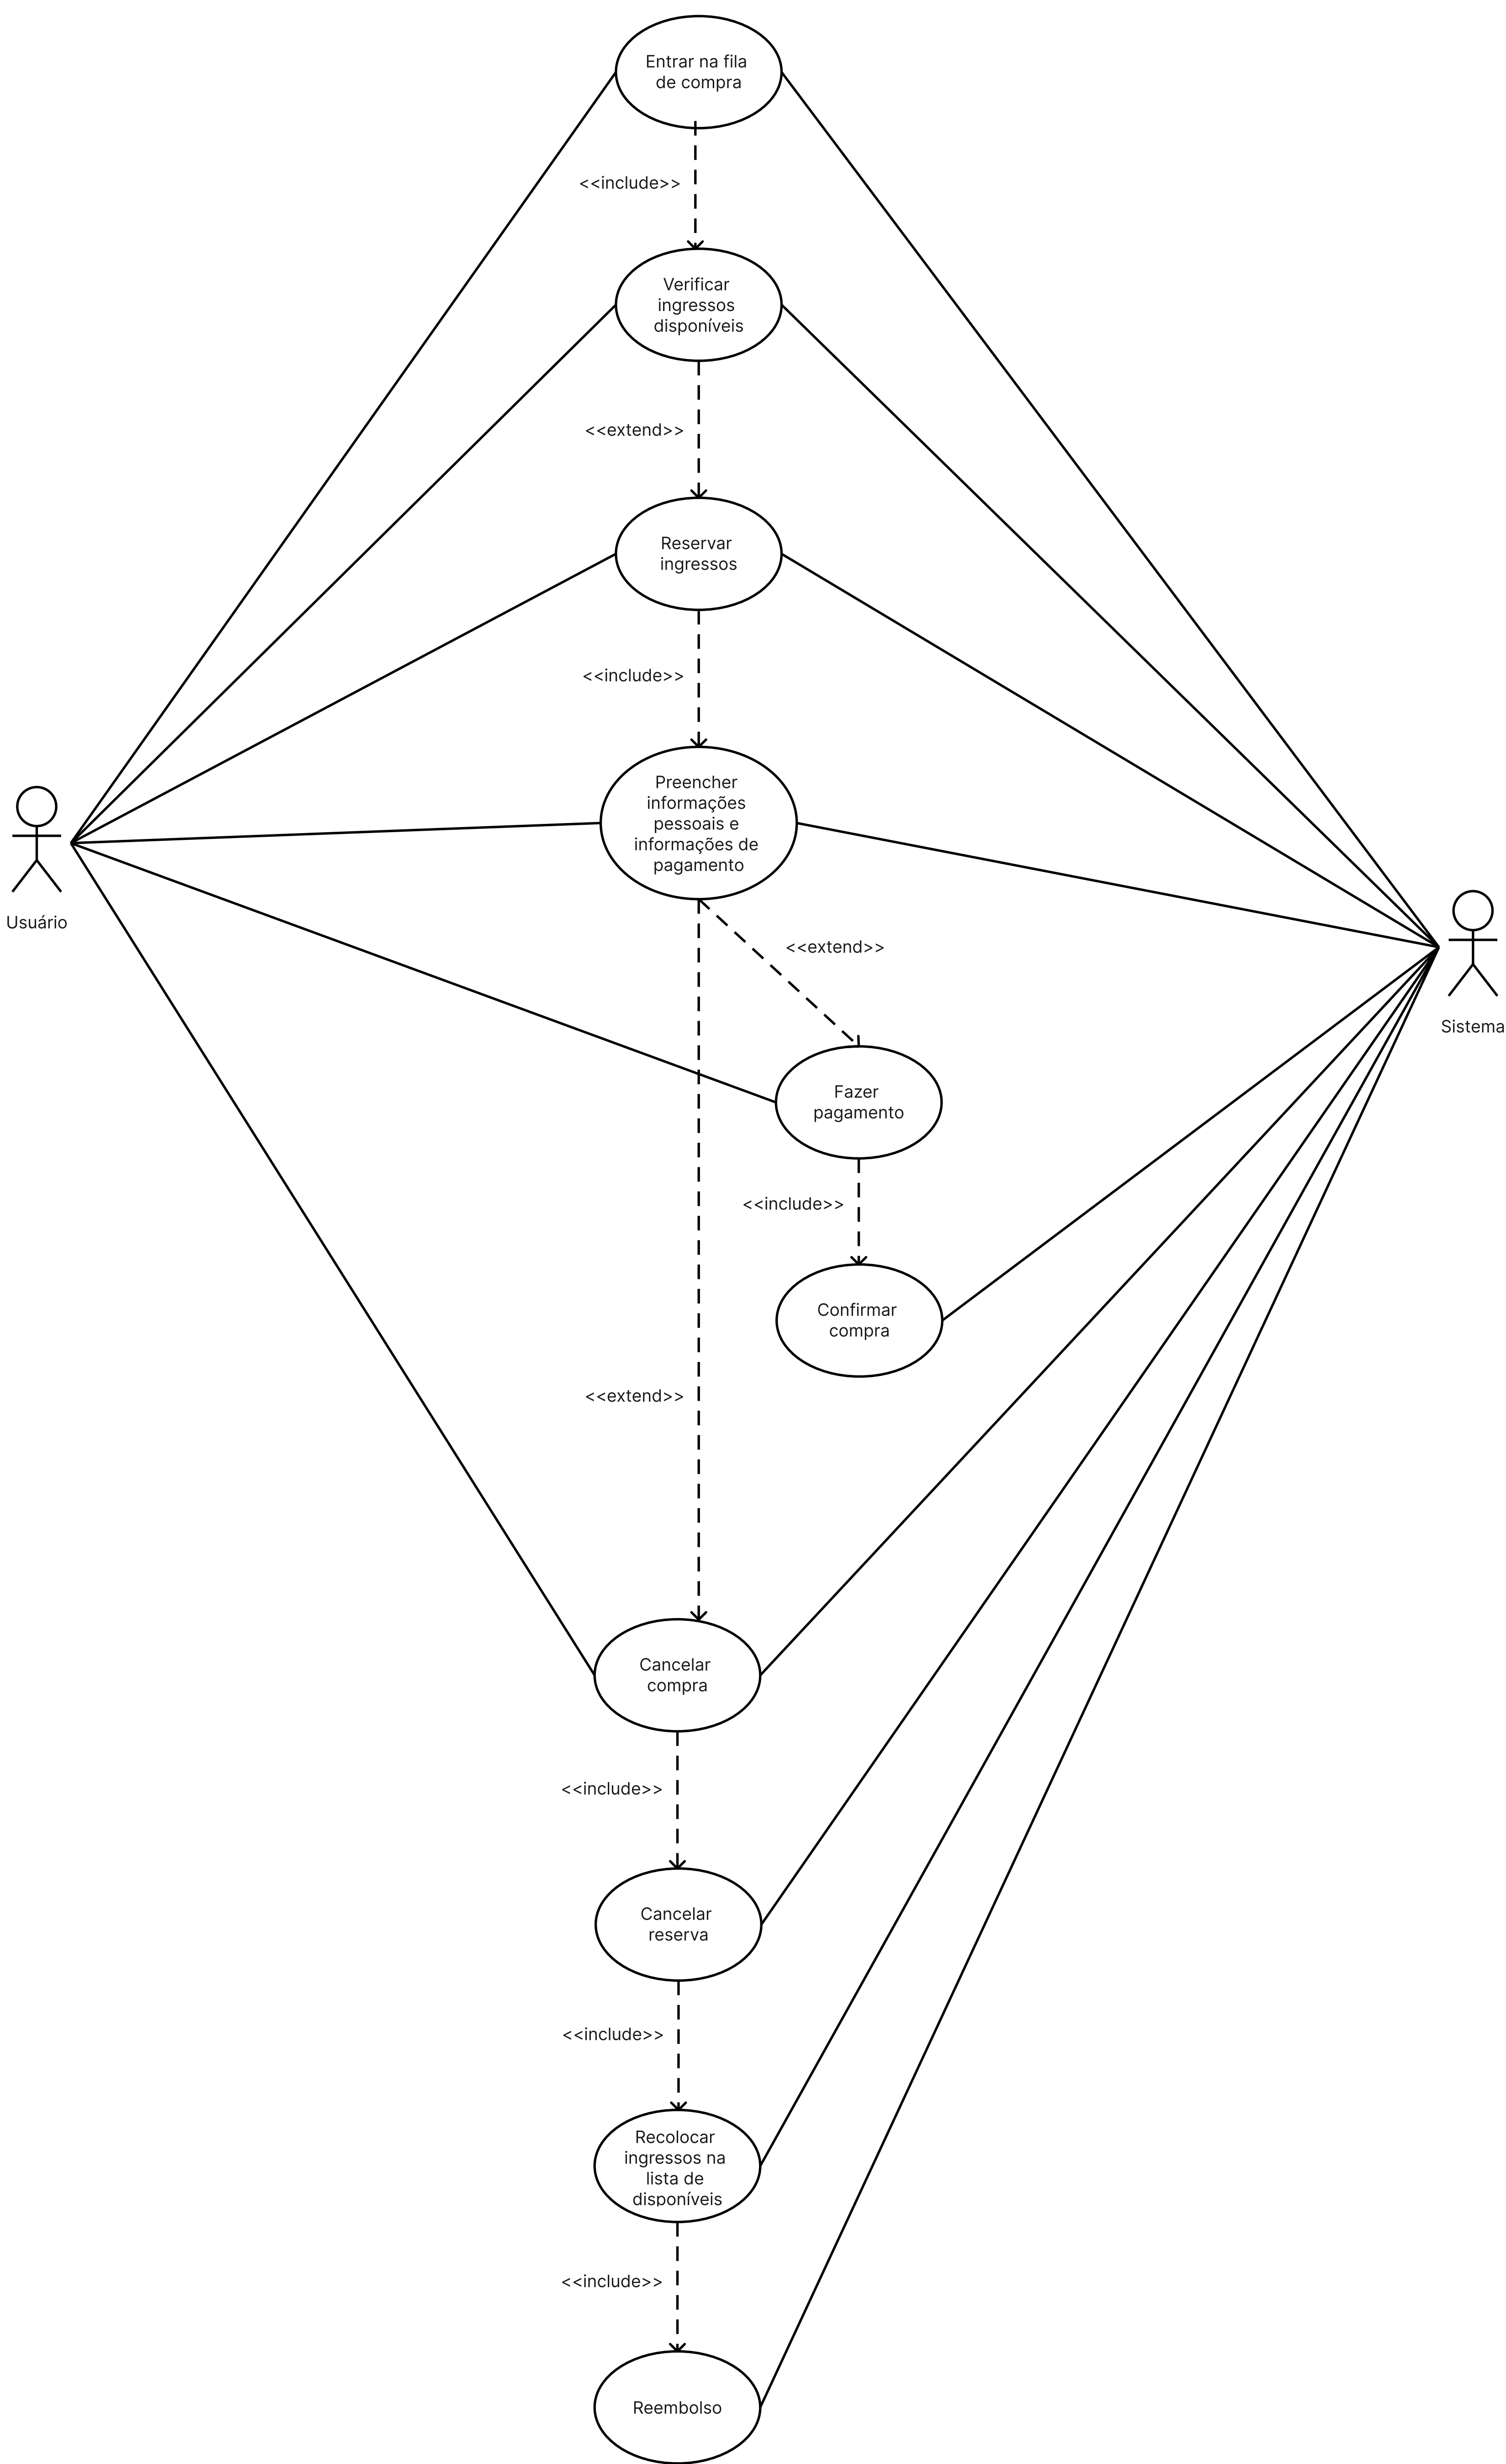 Entrar na fila
de compra
<<include>>
Verificar
ingressos
disponíveis
<<extend>>
Reservar
ingressos
<<include>>
Preencher
informações
pessoais e
informações de
pagamento
Usuário
<<extend>>
Sistema
Fazer
pagamento
<<include>>
Confirmar
compra
<<extend>>
Cancelar
compra
<<include>>
Cancelar
reserva
<<include>>
Recolocar
ingressos na
lista de
disponíveis
<<include>>
Reembolso